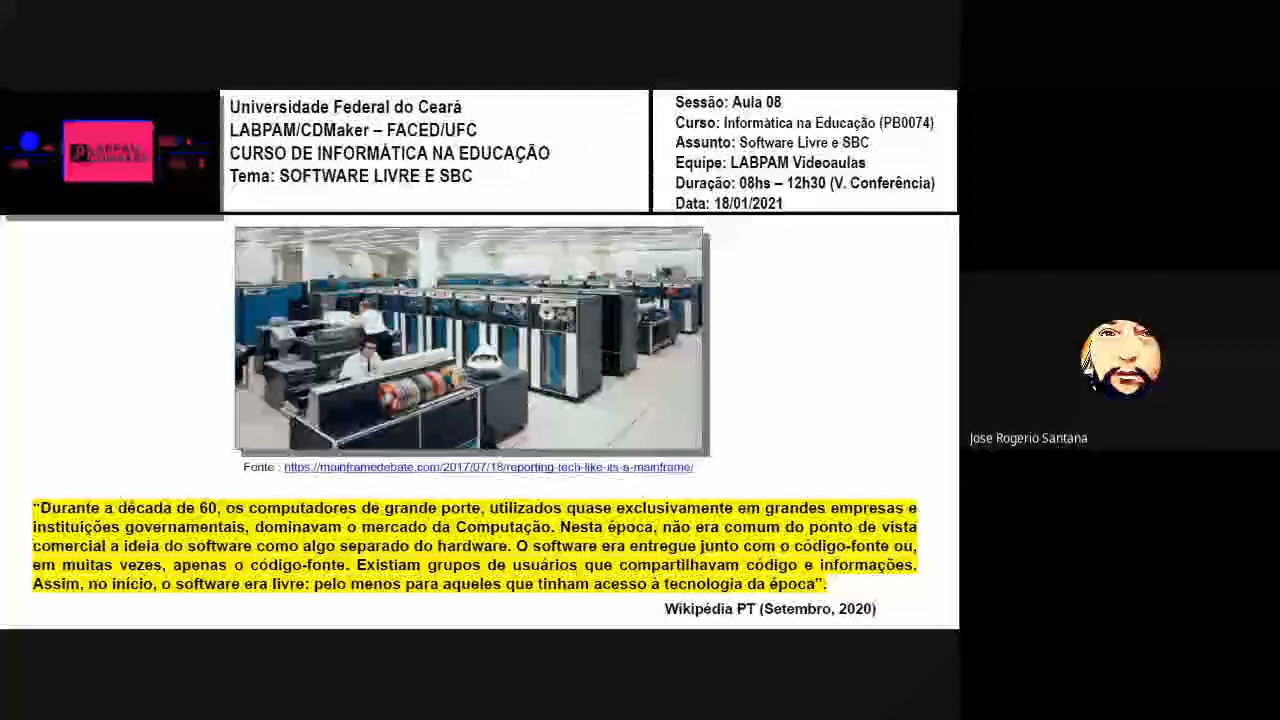 Universidade Federal do Ceará
LABPAM/CDMaker – FACED/UFC
CURSO DE INFORMÁTICA NA EDUCAÇÃO
Tema: SOFTWARE LIVRE E SBC
Sessão: Aula 08
Curso: Informática na Educação (PB0074)
Assunto: Software Livre e SBC
Equipe: LABPAM Videoaulas
Duração: 08hs – 12h30 (V. Conferência)
Data: 18/01/2021
Fonte : https://mainframedebate.com/2017/07/18/reporting-tech-like-its-a-mainframe/
“Durante a década de 60, os computadores de grande porte, utilizados quase exclusivamente em grandes empresas e
instituições governamentais, dominavam o mercado da Computação. Nesta época, não era comum do ponto de vista
comercial a ideia do software como algo separado do hardware. O software era entregue junto com o código-fonte ou,
em muitas vezes, apenas o código-fonte. Existiam grupos de usuários que compartilhavam código e informações.
Assim, no início, o software era livre: pelo menos para aqueles que tinham acesso à tecnologia da época”.
Wikipédia PT (Setembro, 2020)
Jose Rogerio Santana